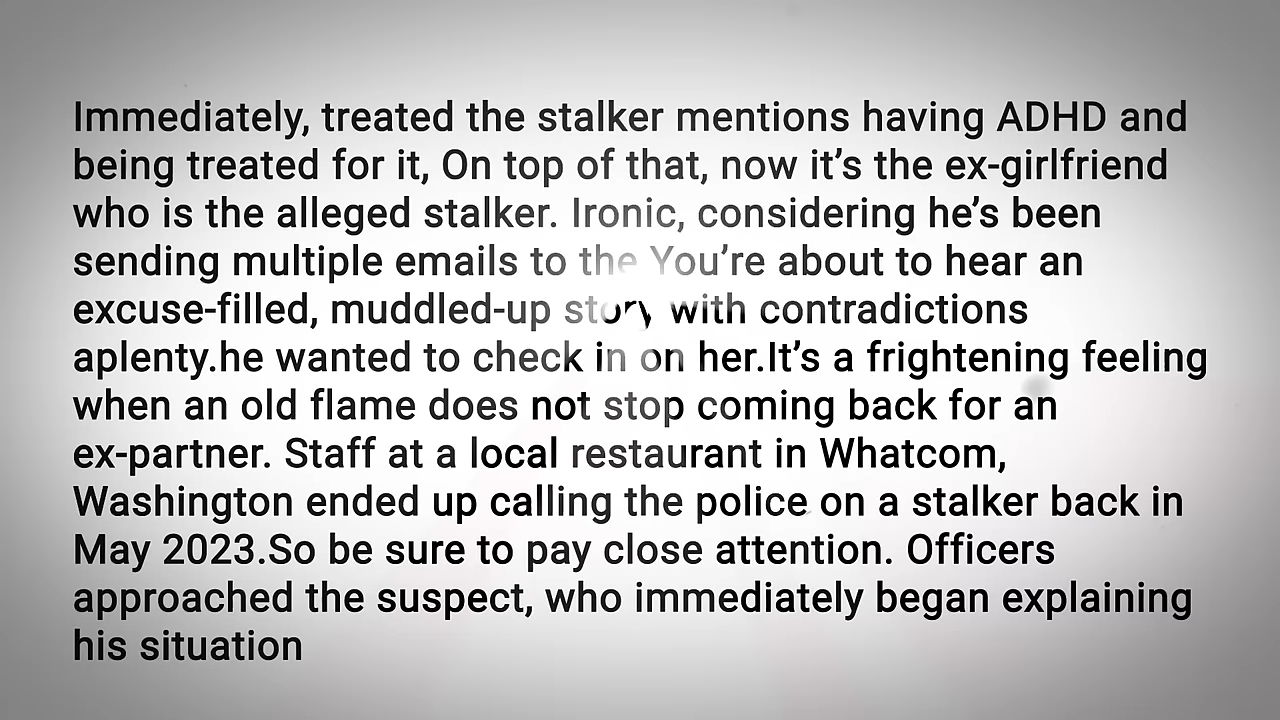 Immediately, treated the stalker mentions having ADHD and
being treated for it, On top of that, now it’s the ex-girlfriend
who is the alleged stalker. Ironic, considering he’s been
sending multiple emails to the You’re about to hear an
excuse-filled, muddled-up story with contradictions
aplenty.he wanted to check in on her.It’s a frightening feeling
when an old flame does not stop coming back for an
ex-partner. Staff at a local restaurant in Whatcom,
Washington ended up calling the police on a stalker back in
May 2023.So be sure to pay close attention. Officers
approached the suspect, who immediately began explaining
his situation